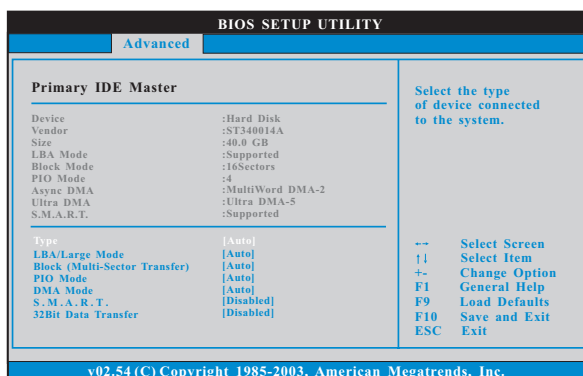 BIOS SETUP UTILITY
Advanced
Primary IDE Master
Device :Hard Disk
Vendor :ST340014A
Size :40.0 GB
LBA Mode :Supported
Block Mode :16Sectors
PIO Mode :4
Async DMA :MultiWord DMA-2
Ultra DMA :Ultra DMA-5
S.M.A.R.T. :Supported
Type [Auto]
LBA/Large Mode [Auto]
Block (Multi-Sector Transfer) [Auto]
PIO Mode [Auto]
DMA Mode [Auto]
S.M.A.R.T. [Disabled]
32Bit Data Transfer [Disabled]
Select the type
of device connected
to the system.
←→ Select Screen
↑↓ Select Item
+- Change Option
F1 General Help
F9 Load Defaults
F10 Save and Exit
ESC Exit
v02.54 (C) Copyright 1985-2003, American Megatrends, Inc.